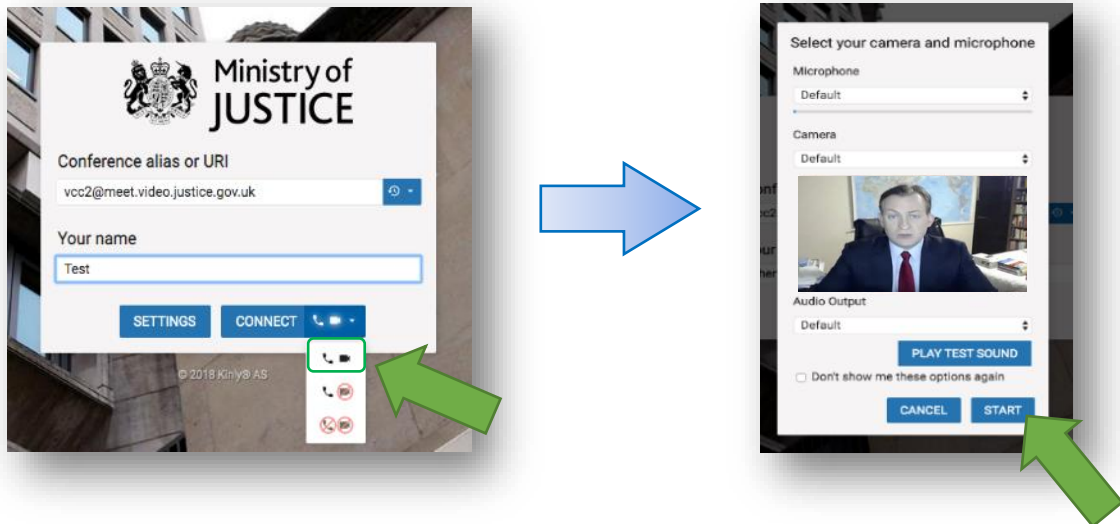 Ministry of
JUSTICE
Conference alias or URI
vcc2@meet.video.justice.gov.uk
Your name
Test
SETTINGS
CONNECT
© 2018 Kinly® AS
Select your camera and microphone
Microphone
Default
Camera
Default
Audio Output
Default
PLAY TEST SOUND
Don't show me these options again
CANCEL
START